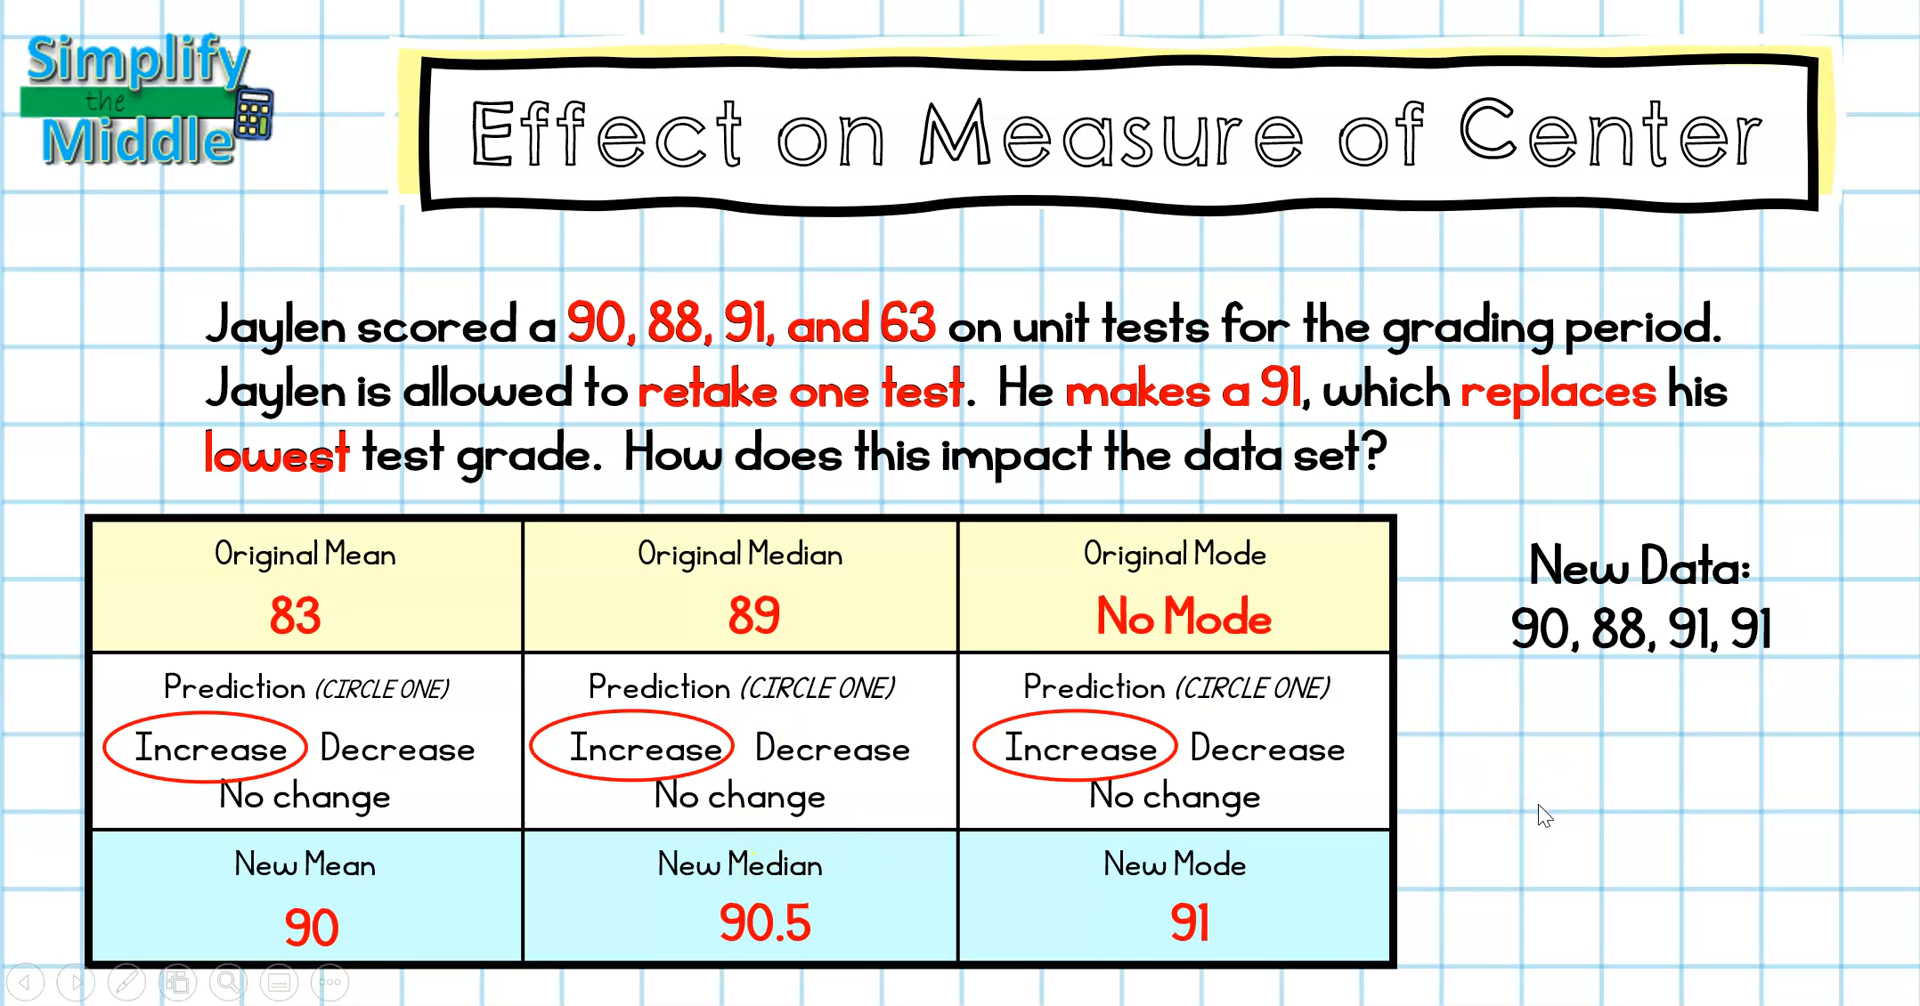 Simplify
the
Middle
Effect on Measure of Center
Jaylen scored a 90, 88, 91, and 63 on unit tests for the grading period.
Jaylen is allowed to retake one test. He makes a 91, which replaces his
lowest test grade. How does this impact the data set?
Original Mean
83
Original Median
89
Original Mode
No Mode
New Data:
90, 88, 91, 91
Prediction (CIRCLE ONE)
Increase Decrease
No change
Prediction (CIRCLE ONE)
Increase Decrease
No change
Prediction (CIRCLE ONE)
Increase Decrease
No change
New Mean
90
New Median
90.5
New Mode
91